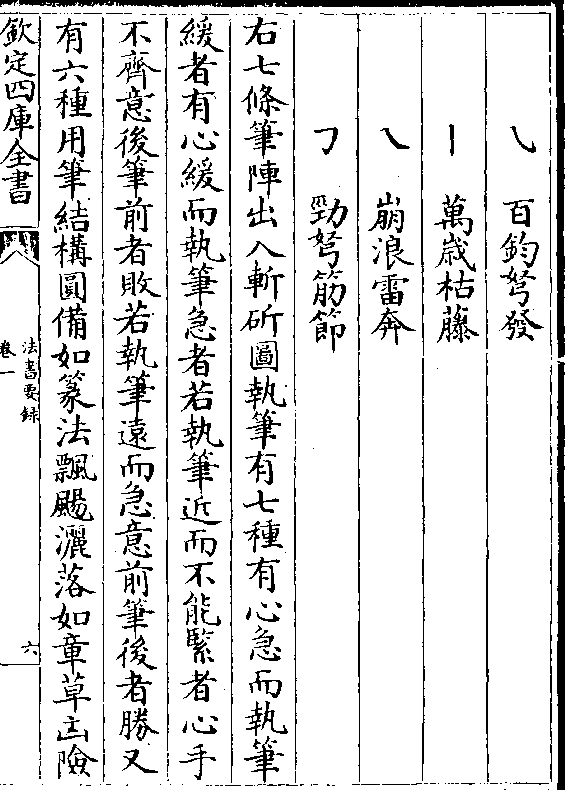 ㇂ 百鈞弩發
丨 萬歲枯藤
㇏ 崩浪雷奔
㇆ 勁弩筋節
右七條筆陣出入斬斫圖執筆有七種有心急而執筆
緩者有心緩而執筆急者若執筆近而不能緊者心手
不齊意後筆前者敗若執筆遠而急意前筆後者勝又
有六種用筆結構圓備如篆法飄颺灑落如章草凶險
欽定四庫全書
法書要録
卷一
六